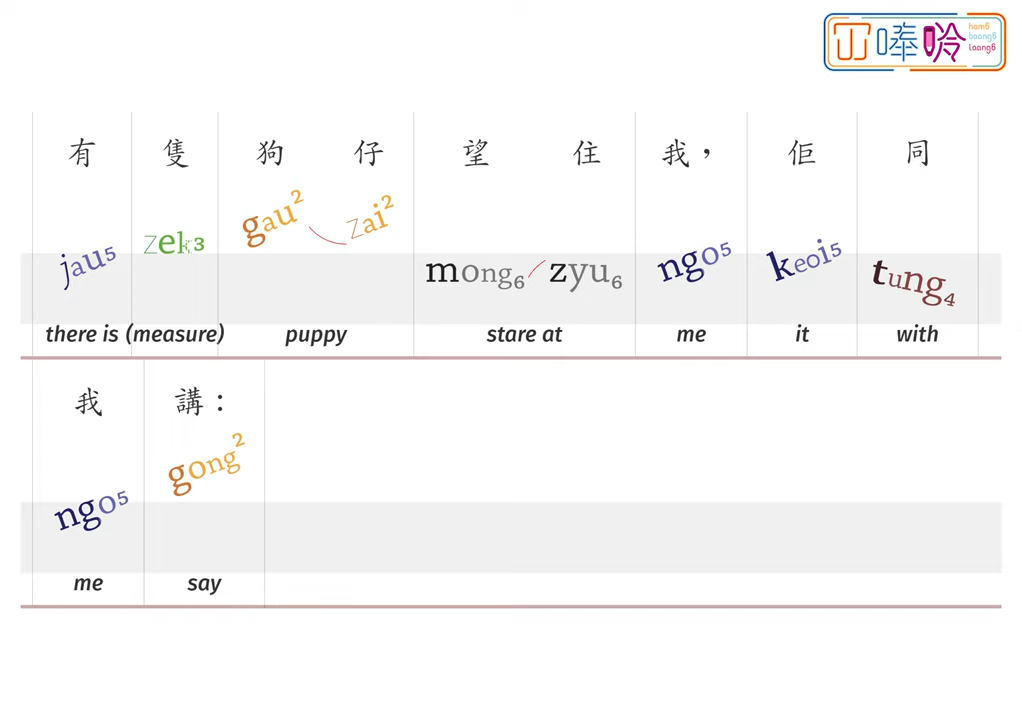 冚唪唥
ham6
baang6
laang6
有 隻 狗 仔 望 住 我， 佢 同
jaus5 zek3 gau2 zai2 mong6 zyu6 ngo5 keoi5 tung4
there is (measure) puppy stare at me it with
我 講：
ngo5 gong2
me say